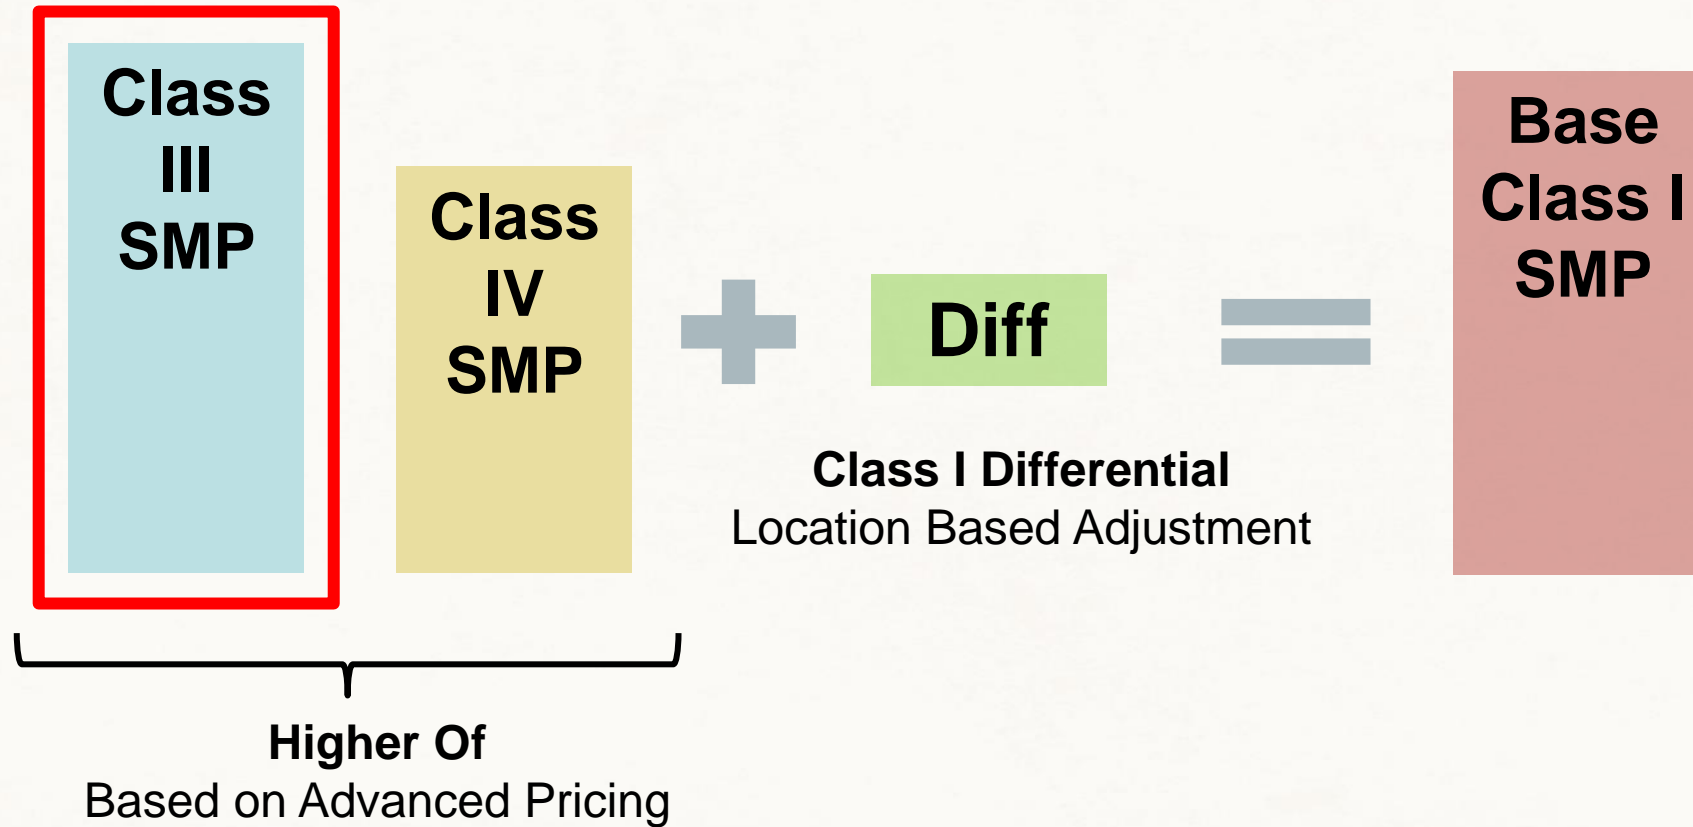 Class
III
SMP
Class
IV
SMP
Diff
Base
Class I
SMP
Class I Differential
Location Based Adjustment
Higher Of
Based on Advanced Pricing